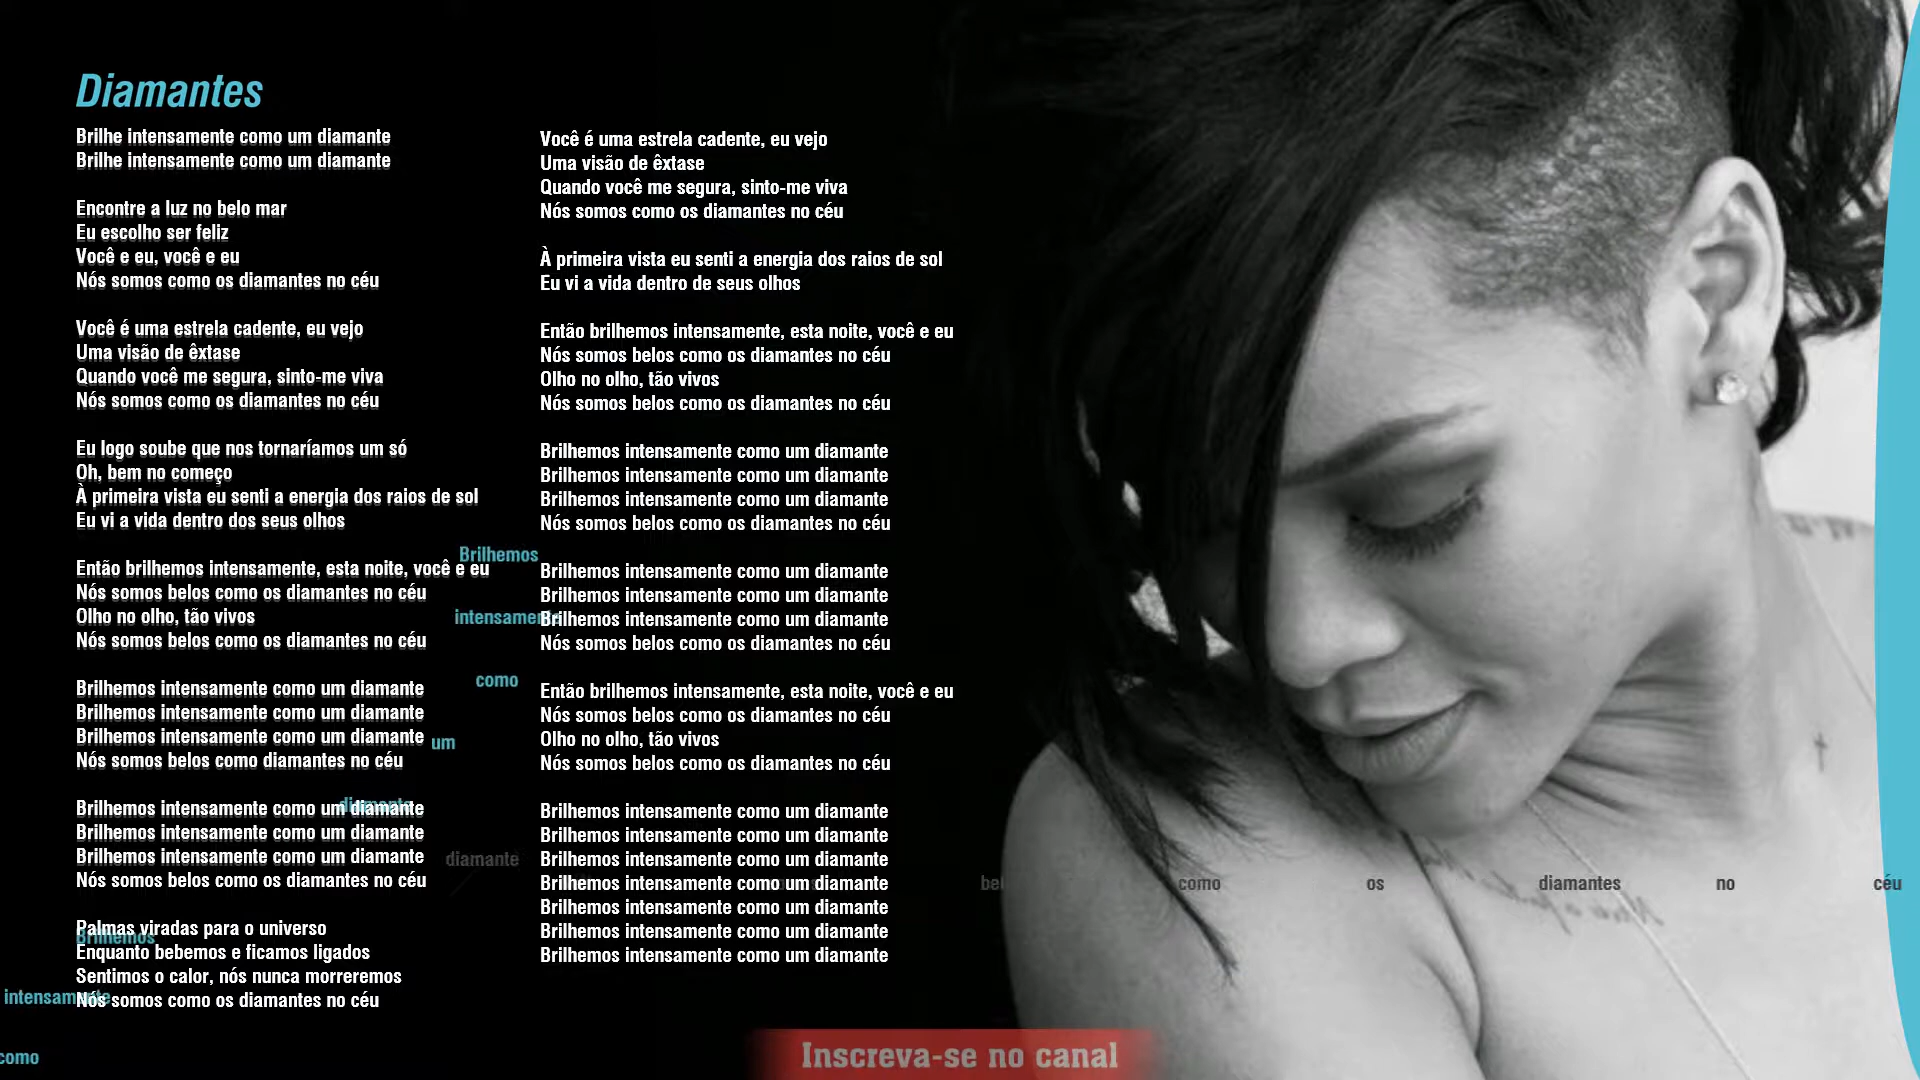 Diamantes
Brilhe intensamente como um diamante
Brilhe intensamente como um diamante
Encontre a luz no belo mar
Eu escolho ser feliz
Você e eu, você e eu
Nós somos como os diamantes no céu
Você é uma estrela cadente, eu vejo
Uma visão de êxtase
Quando você me segura, sinto-me viva
Nós somos como os diamantes no céu
Eu logo soube que nos tornaríamos um só
Oh, bem no começo
À primeira vista eu senti a energia dos raios de sol
Eu vi a vida dentro dos seus olhos
Então brilhemos intensamente, esta noite, você e eu
Nós somos belos como os diamantes no céu
Olho no olho, tão vivos
Nós somos belos como os diamantes no céu
Brilhemos intensamente como um diamante
Brilhemos intensamente como um diamante
Brilhemos intensamente como um diamante
Nós somos belos como diamantes no céu
Brilhemos intensamente como um diamante
Brilhemos intensamente como um diamante
Brilhemos intensamente como um diamante
Nós somos belos como os diamantes no céu
Palmas viradas para o universo
Enquanto bebemos e ficamos ligados
Sentimos o calor, nós nunca morreremos
Nós somos como os diamantes no céu
Você é uma estrela cadente, eu vejo
Uma visão de êxtase
Quando você me segura, sinto-me viva
Nós somos como os diamantes no céu
À primeira vista eu senti a energia dos raios de sol
Eu vi a vida dentro de seus olhos
Então brilhemos intensamente, esta noite, você e eu
Nós somos belos como os diamantes no céu
Olho no olho, tão vivos
Nós somos belos como os diamantes no céu
Brilhemos intensamente como um diamante
Brilhemos intensamente como um diamante
Brilhemos intensamente como um diamante
Nós somos belos como os diamantes no céu
Brilhemos intensamente como um diamante
Brilhemos intensamente como um diamante
Brilhemos intensamente como um diamante
Nós somos belos como os diamantes no céu
Então brilhemos intensamente, esta noite, você e eu
Nós somos belos como os diamantes no céu
Olho no olho, tão vivos
Nós somos belos como os diamantes no céu
Brilhemos intensamente como um diamante
Brilhemos intensamente como um diamante
Brilhemos intensamente como um diamante
Brilhemos intensamente como um diamante
Brilhemos intensamente como um diamante
Brilhemos intensamente como um diamante
Brilhemos intensamente como um diamante
Brilhemos
intensamente
como
um
diamante
diamante
como os diamantes no céu
Brilhemos
intensamente
como
Inscreva-se no canal